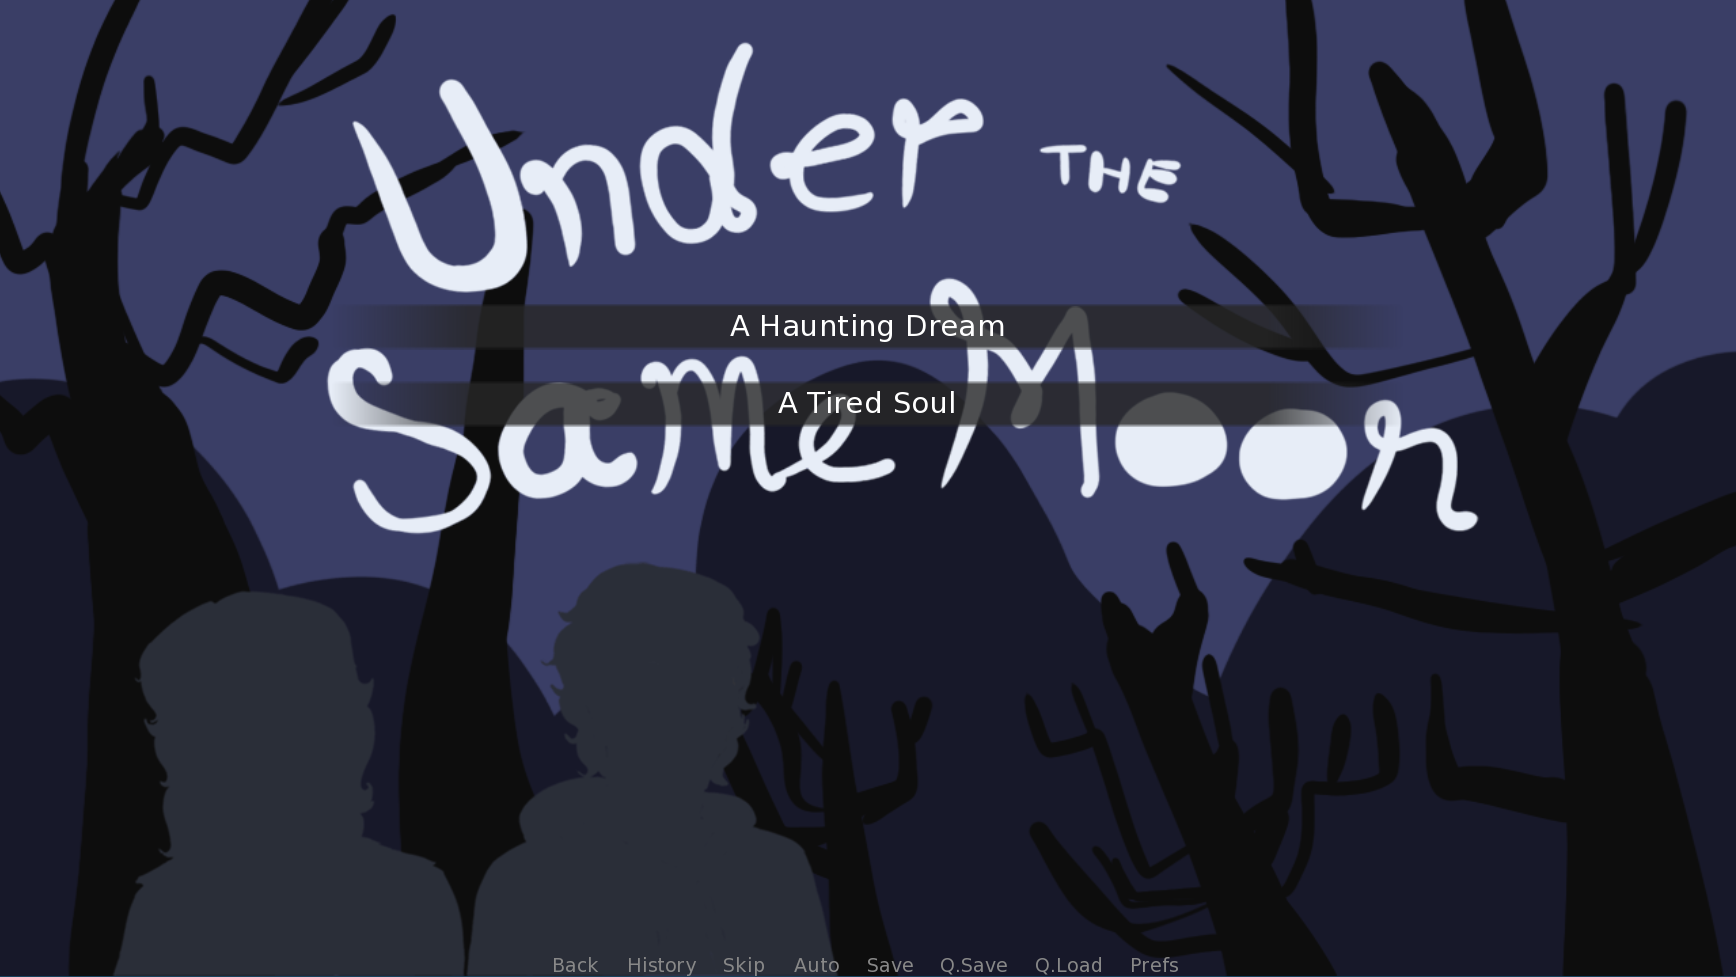 Under THE
Same Moon
A Haunting Dream
A Tired Soul
Back History Skip Auto Save Q.Save Q.Load Prefs